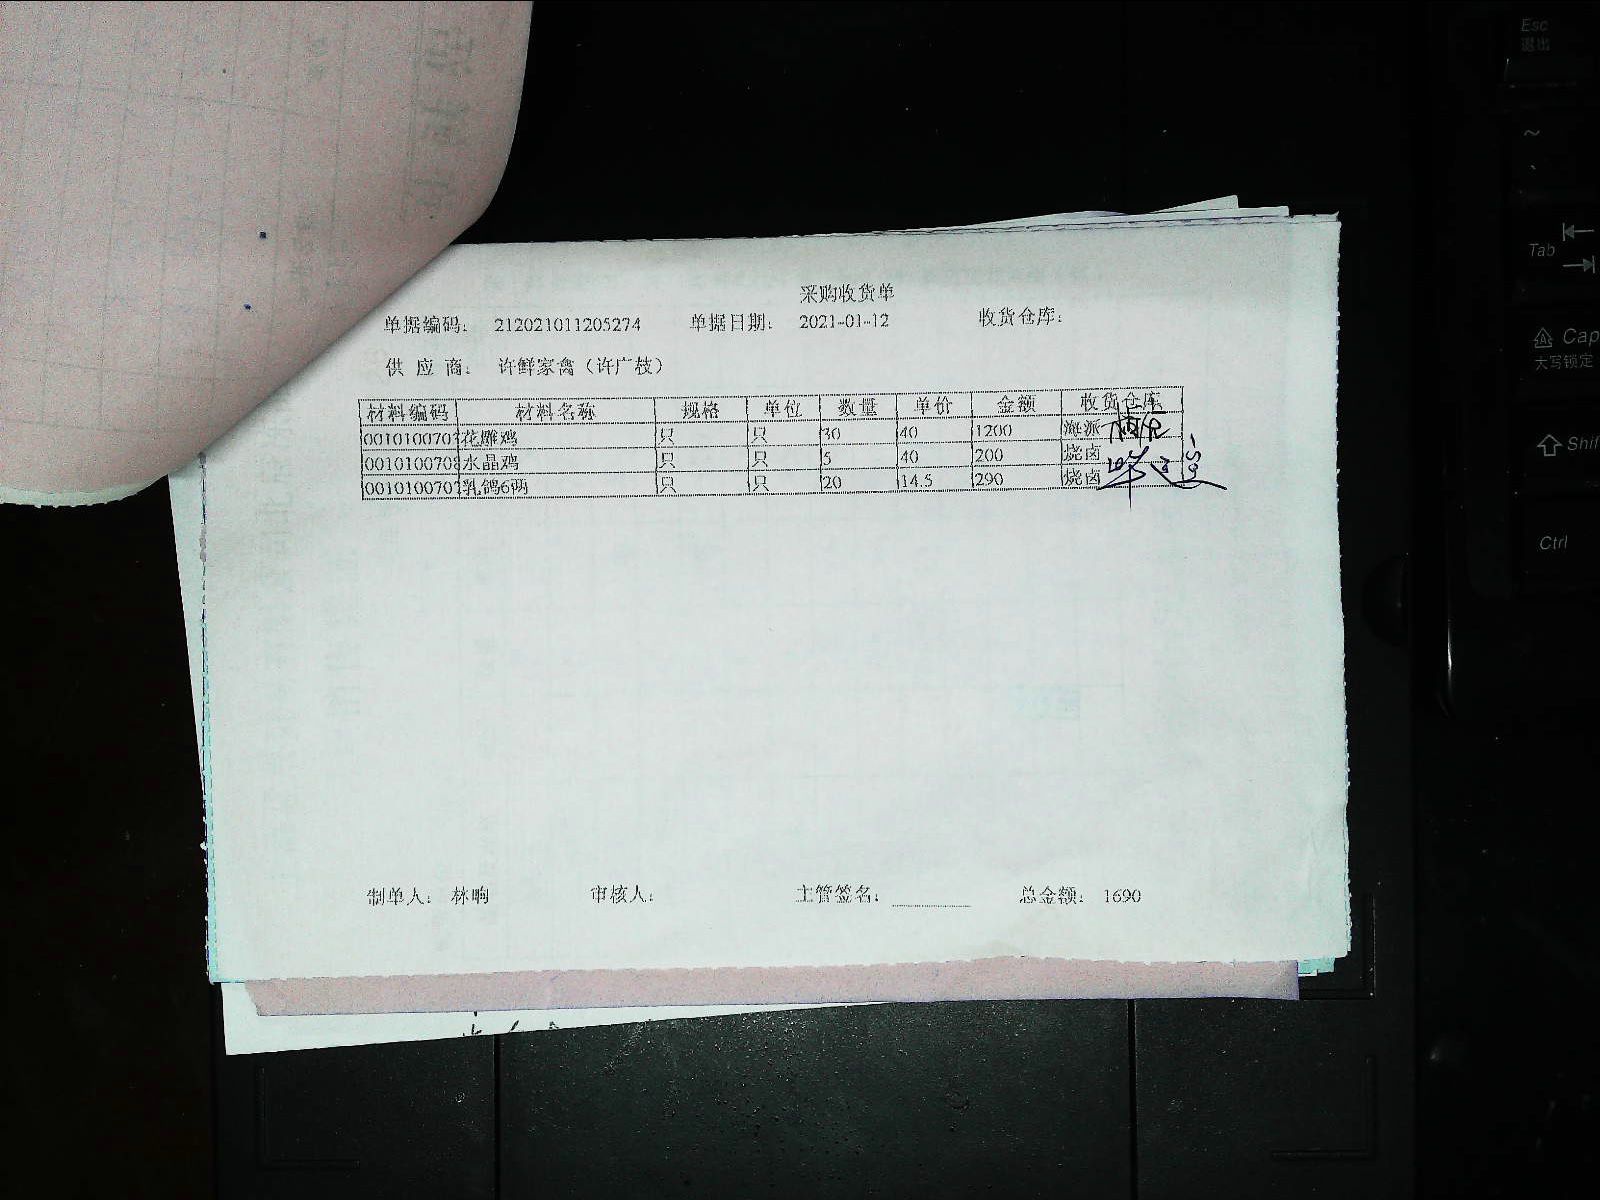 采购收货单
单据编码： 212021011205274 单据日期： 2021-01-12 收货仓库：
供 应 商： 许鲜家禽（许广枝）
材料编码 材料名称 规格 单位 数量 单价 金额 收货仓库
001010070 花雕鸡 只 只 30 40 1200 海派
0010100708 水晶鸡 只 只 5 40 200 烧卤
001010070 乳鸽6两 只 只 20 14.5 290 烧卤
制单人： 林晌 审核人： 主管签名： 总金额： 1690
Esc
退出
~
Tab
Cap
大写锁定
Shif
Ctrl